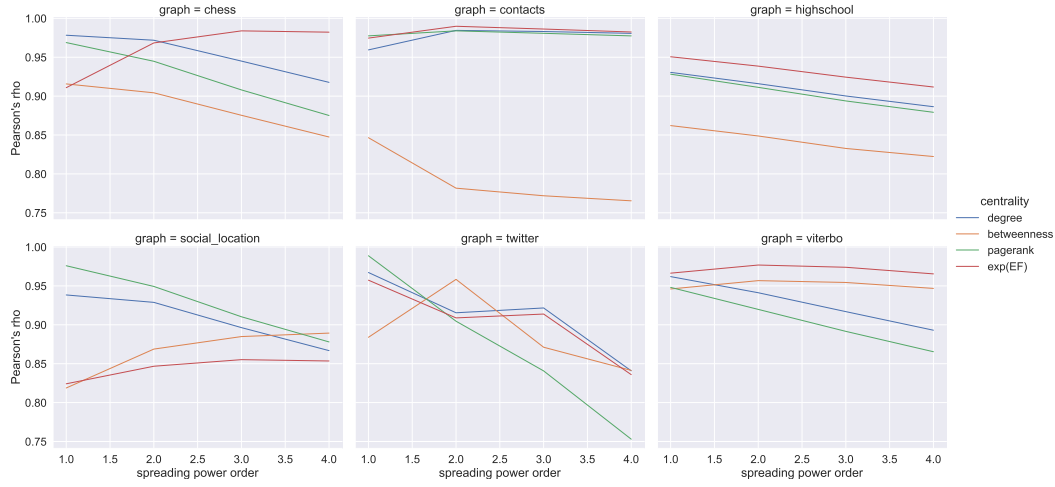 graph = chess
graph = contacts
graph = highschool
1.00
0.95
0.90
0.85
0.80
0.75
Pearson's rho
graph = social_location
graph = twitter
graph = viterbo
1.00
0.95
0.90
0.85
0.80
0.75
Pearson's rho
1.0 1.5 2.0 2.5 3.0 3.5 4.0
1.0 1.5 2.0 2.5 3.0 3.5 4.0
1.0 1.5 2.0 2.5 3.0 3.5 4.0
spreading power order
spreading power order
spreading power order
centrality
degree
betweenness
pagerank
exp(EF)